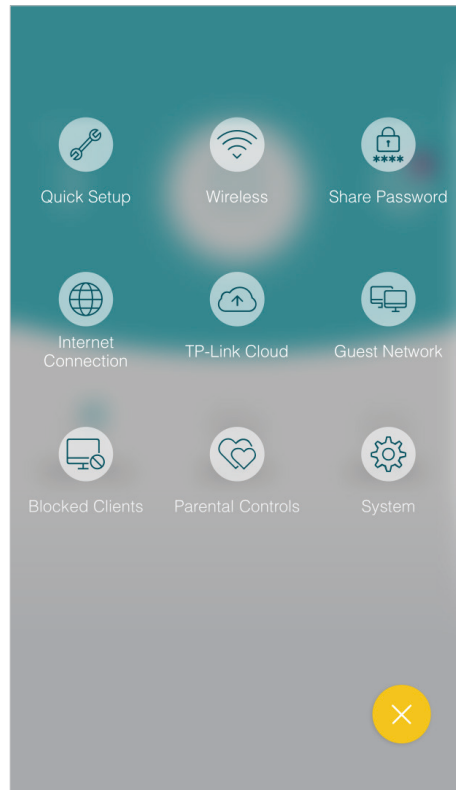 ****
Quick Setup
Wireless
Share Password
Internet
Connection
TP-Link Cloud
Guest Network
Blocked Clients
Parental Controls
System